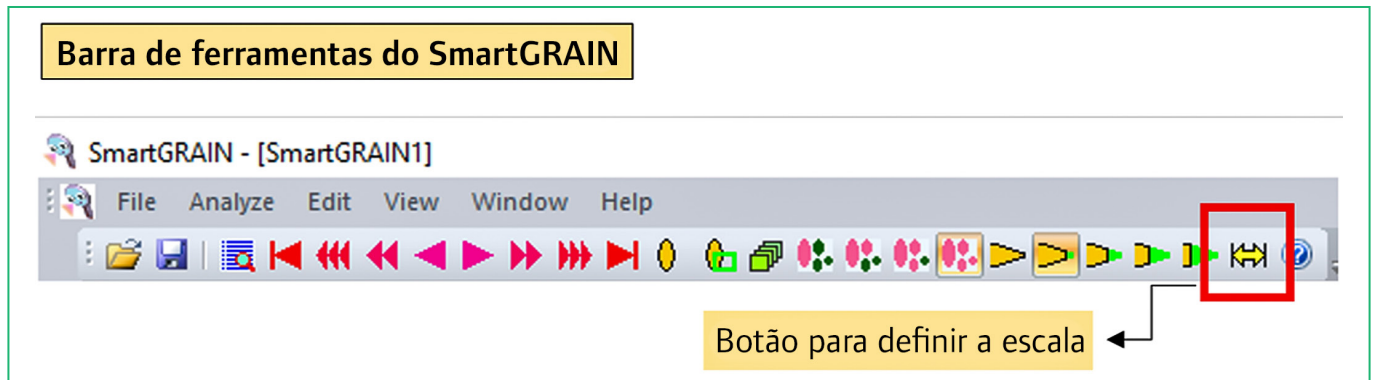 Barra de ferramentas do SmartGRAIN
SmartGRAIN - [SmartGRAIN1]
File Analyze Edit View Window Help
Botão para definir a escala